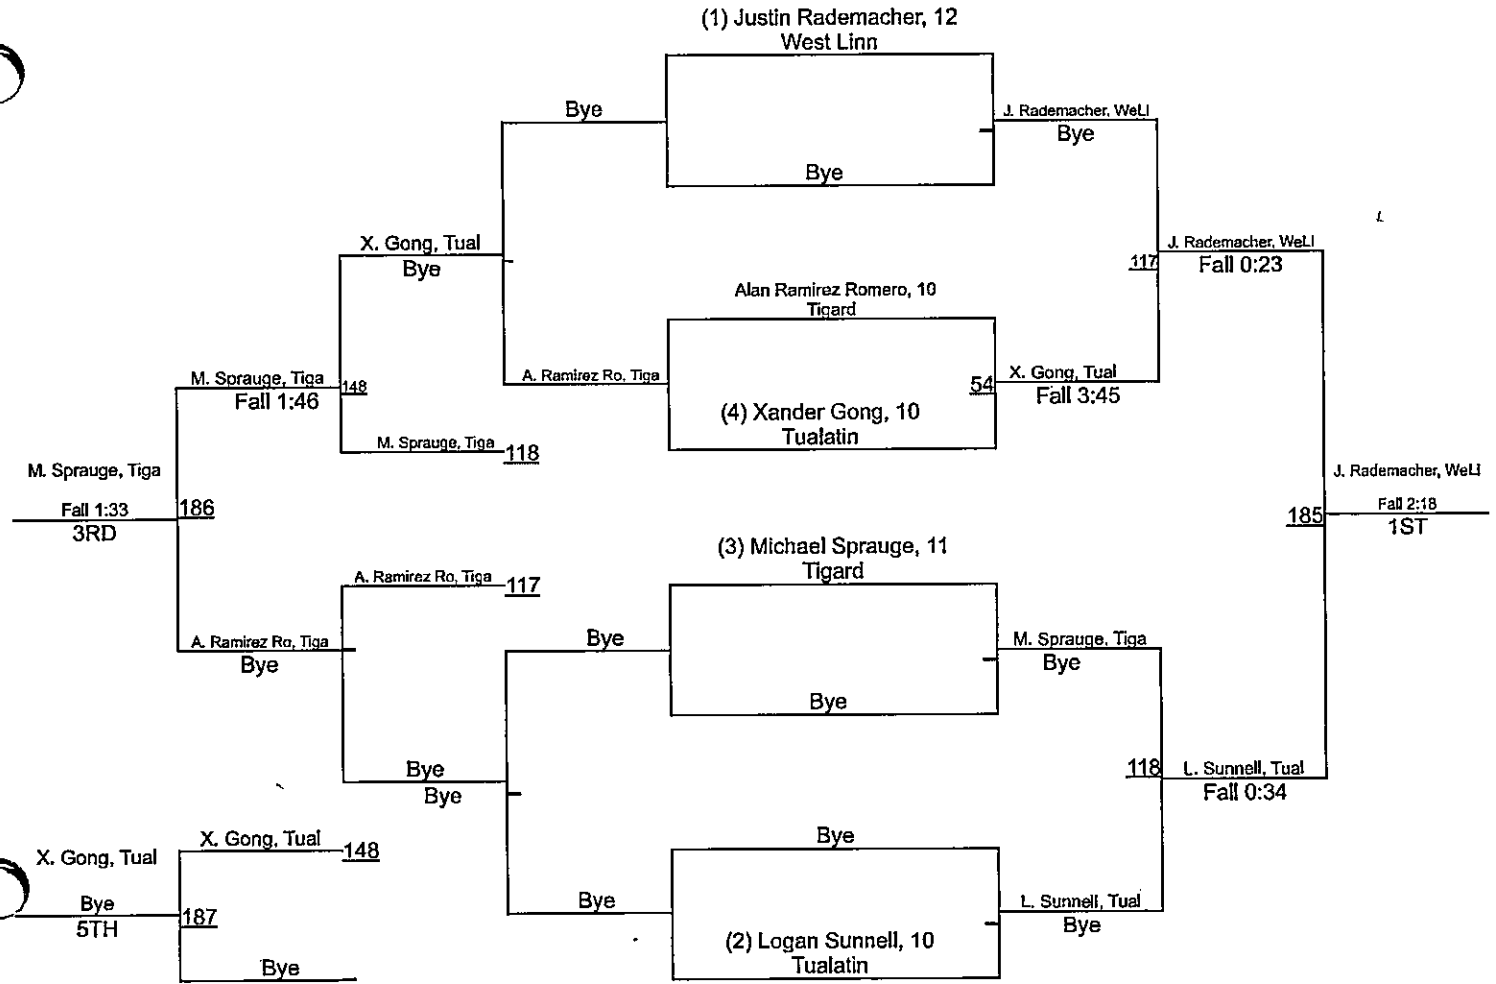 (1) Justin Rademacher, 12
West Linn
Bye
J. Rademacher, WeLI
Bye
Bye
X. Gong, Tual
Bye
J. Rademacher, WeLI
117
Fall 0:23
Alan Ramirez Romero, 10
Tigard
M. Sprauge, Tiga
148
Fall 1:46
A. Ramirez Ro, Tiga
54
X. Gong, Tual
Fall 3:45
(4) Xander Gong, 10
Tualatin
M. Sprauge, Tiga
118
M. Sprauge, Tiga
Fall 1:33
3RD
186
J. Rademacher, WeLI
185
Fall 2:18
1ST
(3) Michael Sprauge, 11
Tigard
A. Ramirez Ro, Tiga
117
A. Ramirez Ro, Tiga
Bye
Bye
M. Sprauge, Tiga
Bye
Bye
Bye
Bye
118
L. Sunnell, Tual
Fall 0:34
X. Gong, Tual
148
X. Gong, Tual
Bye
5TH
187
Bye
Bye
Bye
L. Sunnell, Tual
Bye
(2) Logan Sunnell, 10
Tualatin